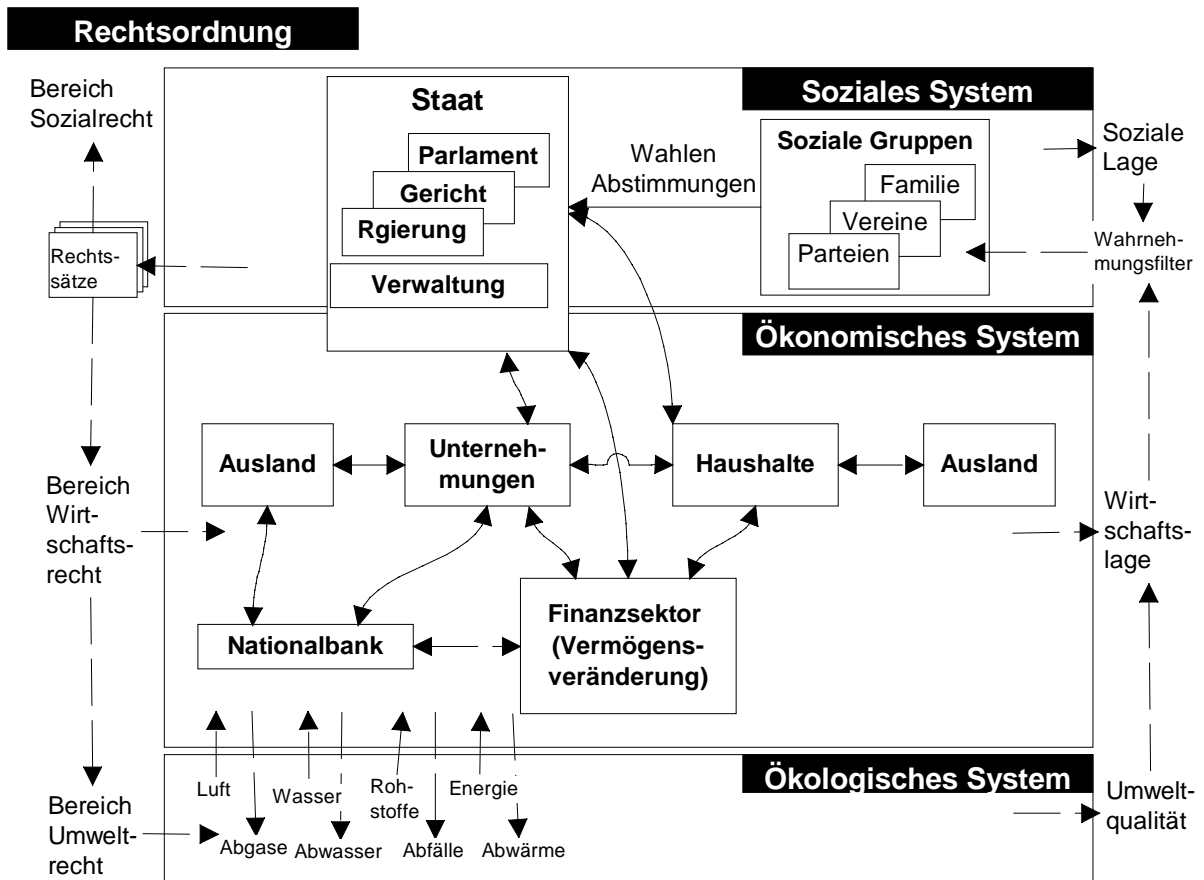 Rechtsordnung
Bereich
Sozialrecht
Rechts-
sätze
Bereich
Wirt-
schafts-
recht
Bereich
Umwelt-
recht
Soziales System
Staat
Parlament
Gericht
Rgierung
Verwaltung
Wahlen
Abstimmungen
Soziale Gruppen
Familie
Vereine
Parteien
Soziale
Lage
Wahrneh-
mungsfilter
Ökonomisches System
Ausland
Unterneh-
mungen
Haushalte
Ausland
Nationalbank
Finanzsektor
(Vermögens-
veränderung)
Wirt-
schafts-
lage
Ökologisches System
Luft
Wasser
Roh-
stoffe
Energie
Abgase
Abwasser
Abfälle
Abwärme
Umwelt-
qualität